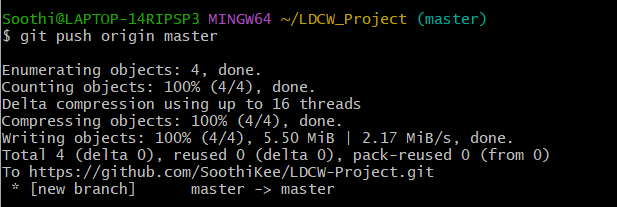 Soothi@LAPTOP-14RIPSP3 MINGW64 ~/LDCW_Project (master)
$ git push origin master
Enumerating objects: 4, done.
Counting objects: 100% (4/4), done.
Delta compression using up to 16 threads
Compressing objects: 100% (4/4), done.
Writing objects: 100% (4/4), 5.50 MiB | 2.17 MiB/s, done.
Total 4 (delta 0), reused 0 (delta 0), pack-reused 0 (from 0)
To https://github.com/SoothiKee/LDCW-Project.git
 * [new branch]      master -> master